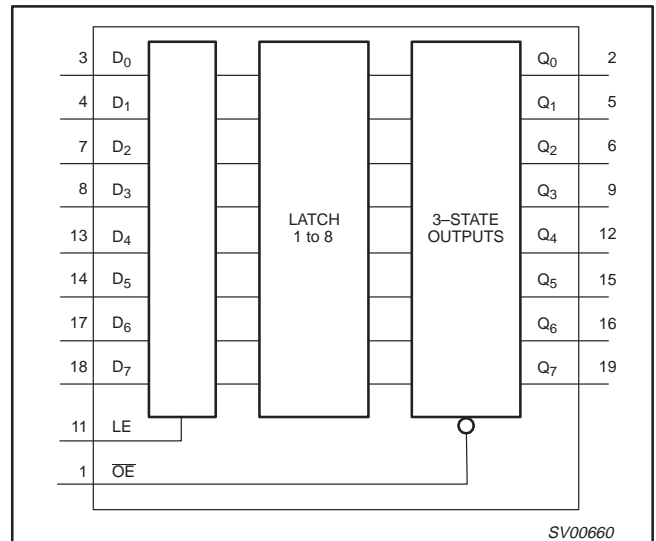 3 D0 Q0 2
4 D1 Q1 5
7 D2 Q2 6
8 D3 Q3 9
LATCH
1 to 8
3–STATE
OUTPUTS
13 D4 Q4 12
14 D5 Q5 15
17 D6 Q6 16
18 D7 Q7 19
11 LE
1 O̅E̅
SV00660